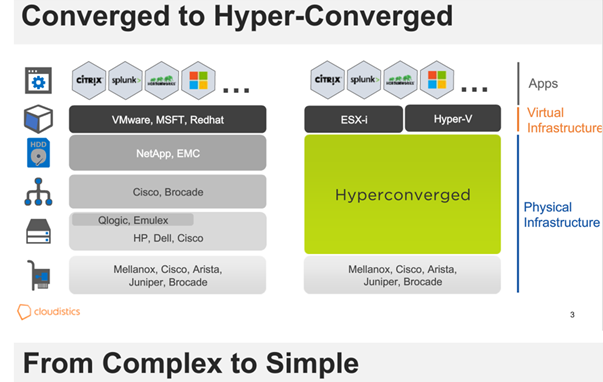 Converged to Hyper-Converged
CITRIX splunk> HORTONWORKS ...
CITRIX splunk> HORTONWORKS ...
Apps
VMware, MSFT, Redhat
ESX-i
Hyper-V
Virtual
Infrastructure
HDD
NetApp, EMC
Cisco, Brocade
Hyperconverged
Qlogic, Emulex
HP, Dell, Cisco
Physical
Infrastructure
Mellanox, Cisco, Arista,
Juniper, Brocade
Mellanox, Cisco, Arista,
Juniper, Brocade
cloudistics
3
From Complex to Simple